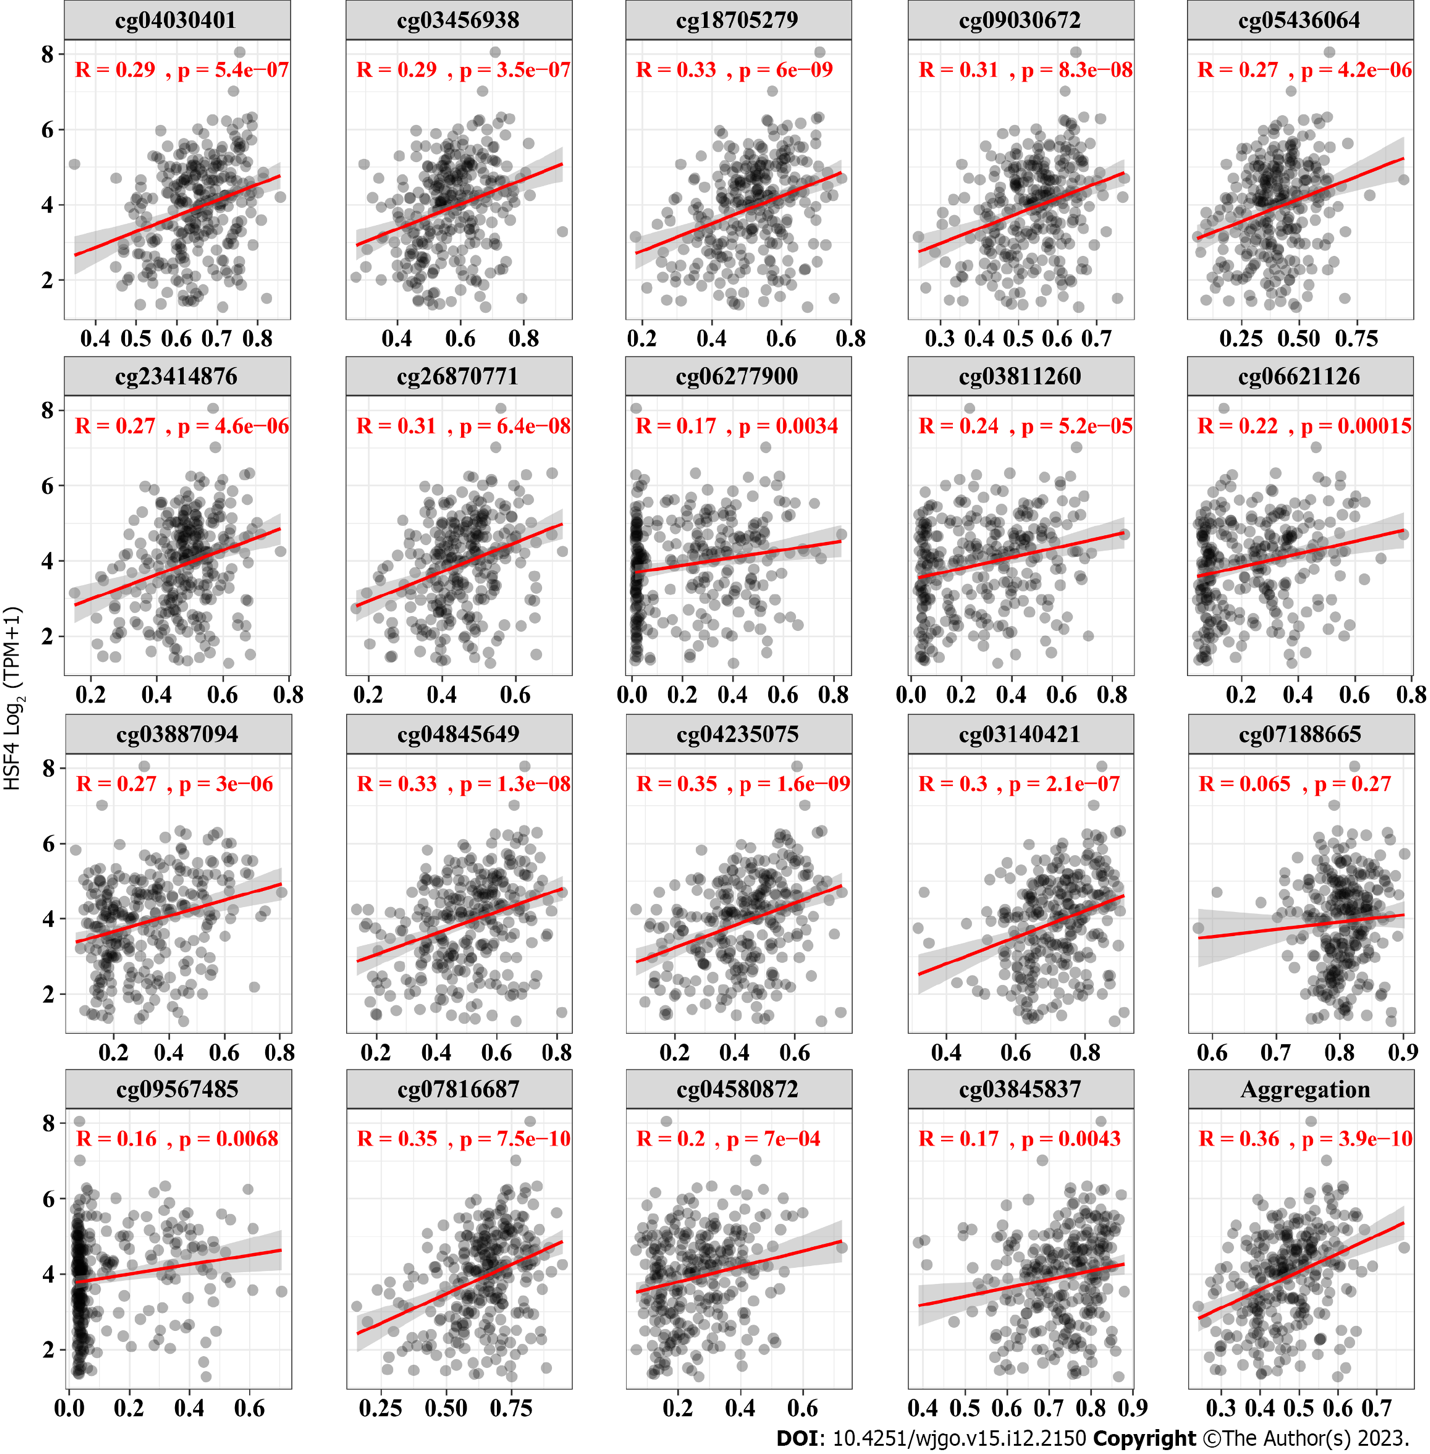 cg04030401 cg03456938 cg18705279 cg09030672 cg05436064
8
R = 0.29 , p = 5.4e−07 R = 0.29 , p = 3.5e−07 R = 0.33 , p = 6e−09 R = 0.31 , p = 8.3e−08 R = 0.27 , p = 4.2e−06
6
4
2
0.4 0.5 0.6 0.7 0.8 0.4 0.6 0.8 0.2 0.4 0.6 0.8 0.3 0.4 0.5 0.6 0.7 0.25 0.50 0.75
cg23414876 cg26870771 cg06277900 cg03811260 cg06621126
8
R = 0.27 , p = 4.6e−06 R = 0.31 , p = 6.4e−08 R = 0.17 , p = 0.0034 R = 0.24 , p = 5.2e−05 R = 0.22 , p = 0.00015
6
4
2
0.2 0.4 0.6 0.8 0.2 0.4 0.6 0.0 0.2 0.4 0.6 0.8 0.0 0.2 0.4 0.6 0.8 0.2 0.4 0.6 0.8
HSF4 Log2 (TPM+1)
cg03887094 cg04845649 cg04235075 cg03140421 cg07188665
8
R = 0.27 , p = 3e−06 R = 0.33 , p = 1.3e−08 R = 0.35 , p = 1.6e−09 R = 0.3 , p = 2.1e−07 R = 0.065 , p = 0.27
6
4
2
0.2 0.4 0.6 0.8 0.2 0.4 0.6 0.8 0.2 0.4 0.6 0.4 0.6 0.8 0.6 0.7 0.8 0.9
cg09567485 cg07816687 cg04580872 cg03845837 Aggregation
8
R = 0.16 , p = 0.0068 R = 0.35 , p = 7.5e−10 R = 0.2 , p = 7e−04 R = 0.17 , p = 0.0043 R = 0.36 , p = 3.9e−10
6
4
2
0.0 0.2 0.4 0.6 0.25 0.50 0.75 0.2 0.4 0.6 0.4 0.5 0.6 0.7 0.8 0.9 0.3 0.4 0.5 0.6 0.7
DOI: 10.4251/wjgo.v15.i12.2150 Copyright ©The Author(s) 2023.